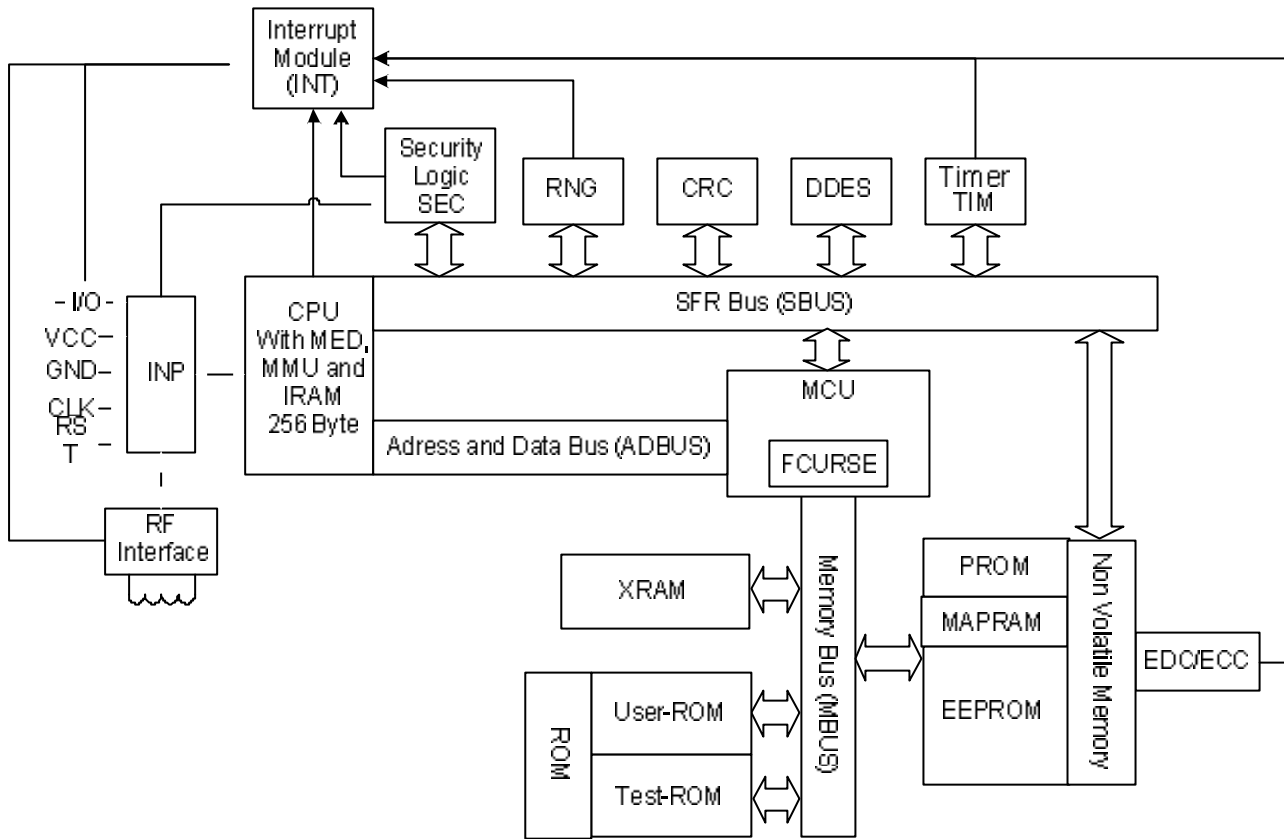 Interrupt
Module
(INT)
Security
Logic
SEC
RNG
CRC
DDES
Timer
TIM
SFR Bus (SBUS)
CPU
With MED,
MMU and
IRAM
256 Byte
- I/O -
VCC
GND
CLK
RS
T
INP
MCU
FCURSE
Adress and Data Bus (ADBUS)
RF
Interface
XRAM
Memory Bus (MBUS)
PROM
MAPRAM
EEPROM
Non Volatile Memory
EDC/ECC
ROM
User-ROM
Test-ROM